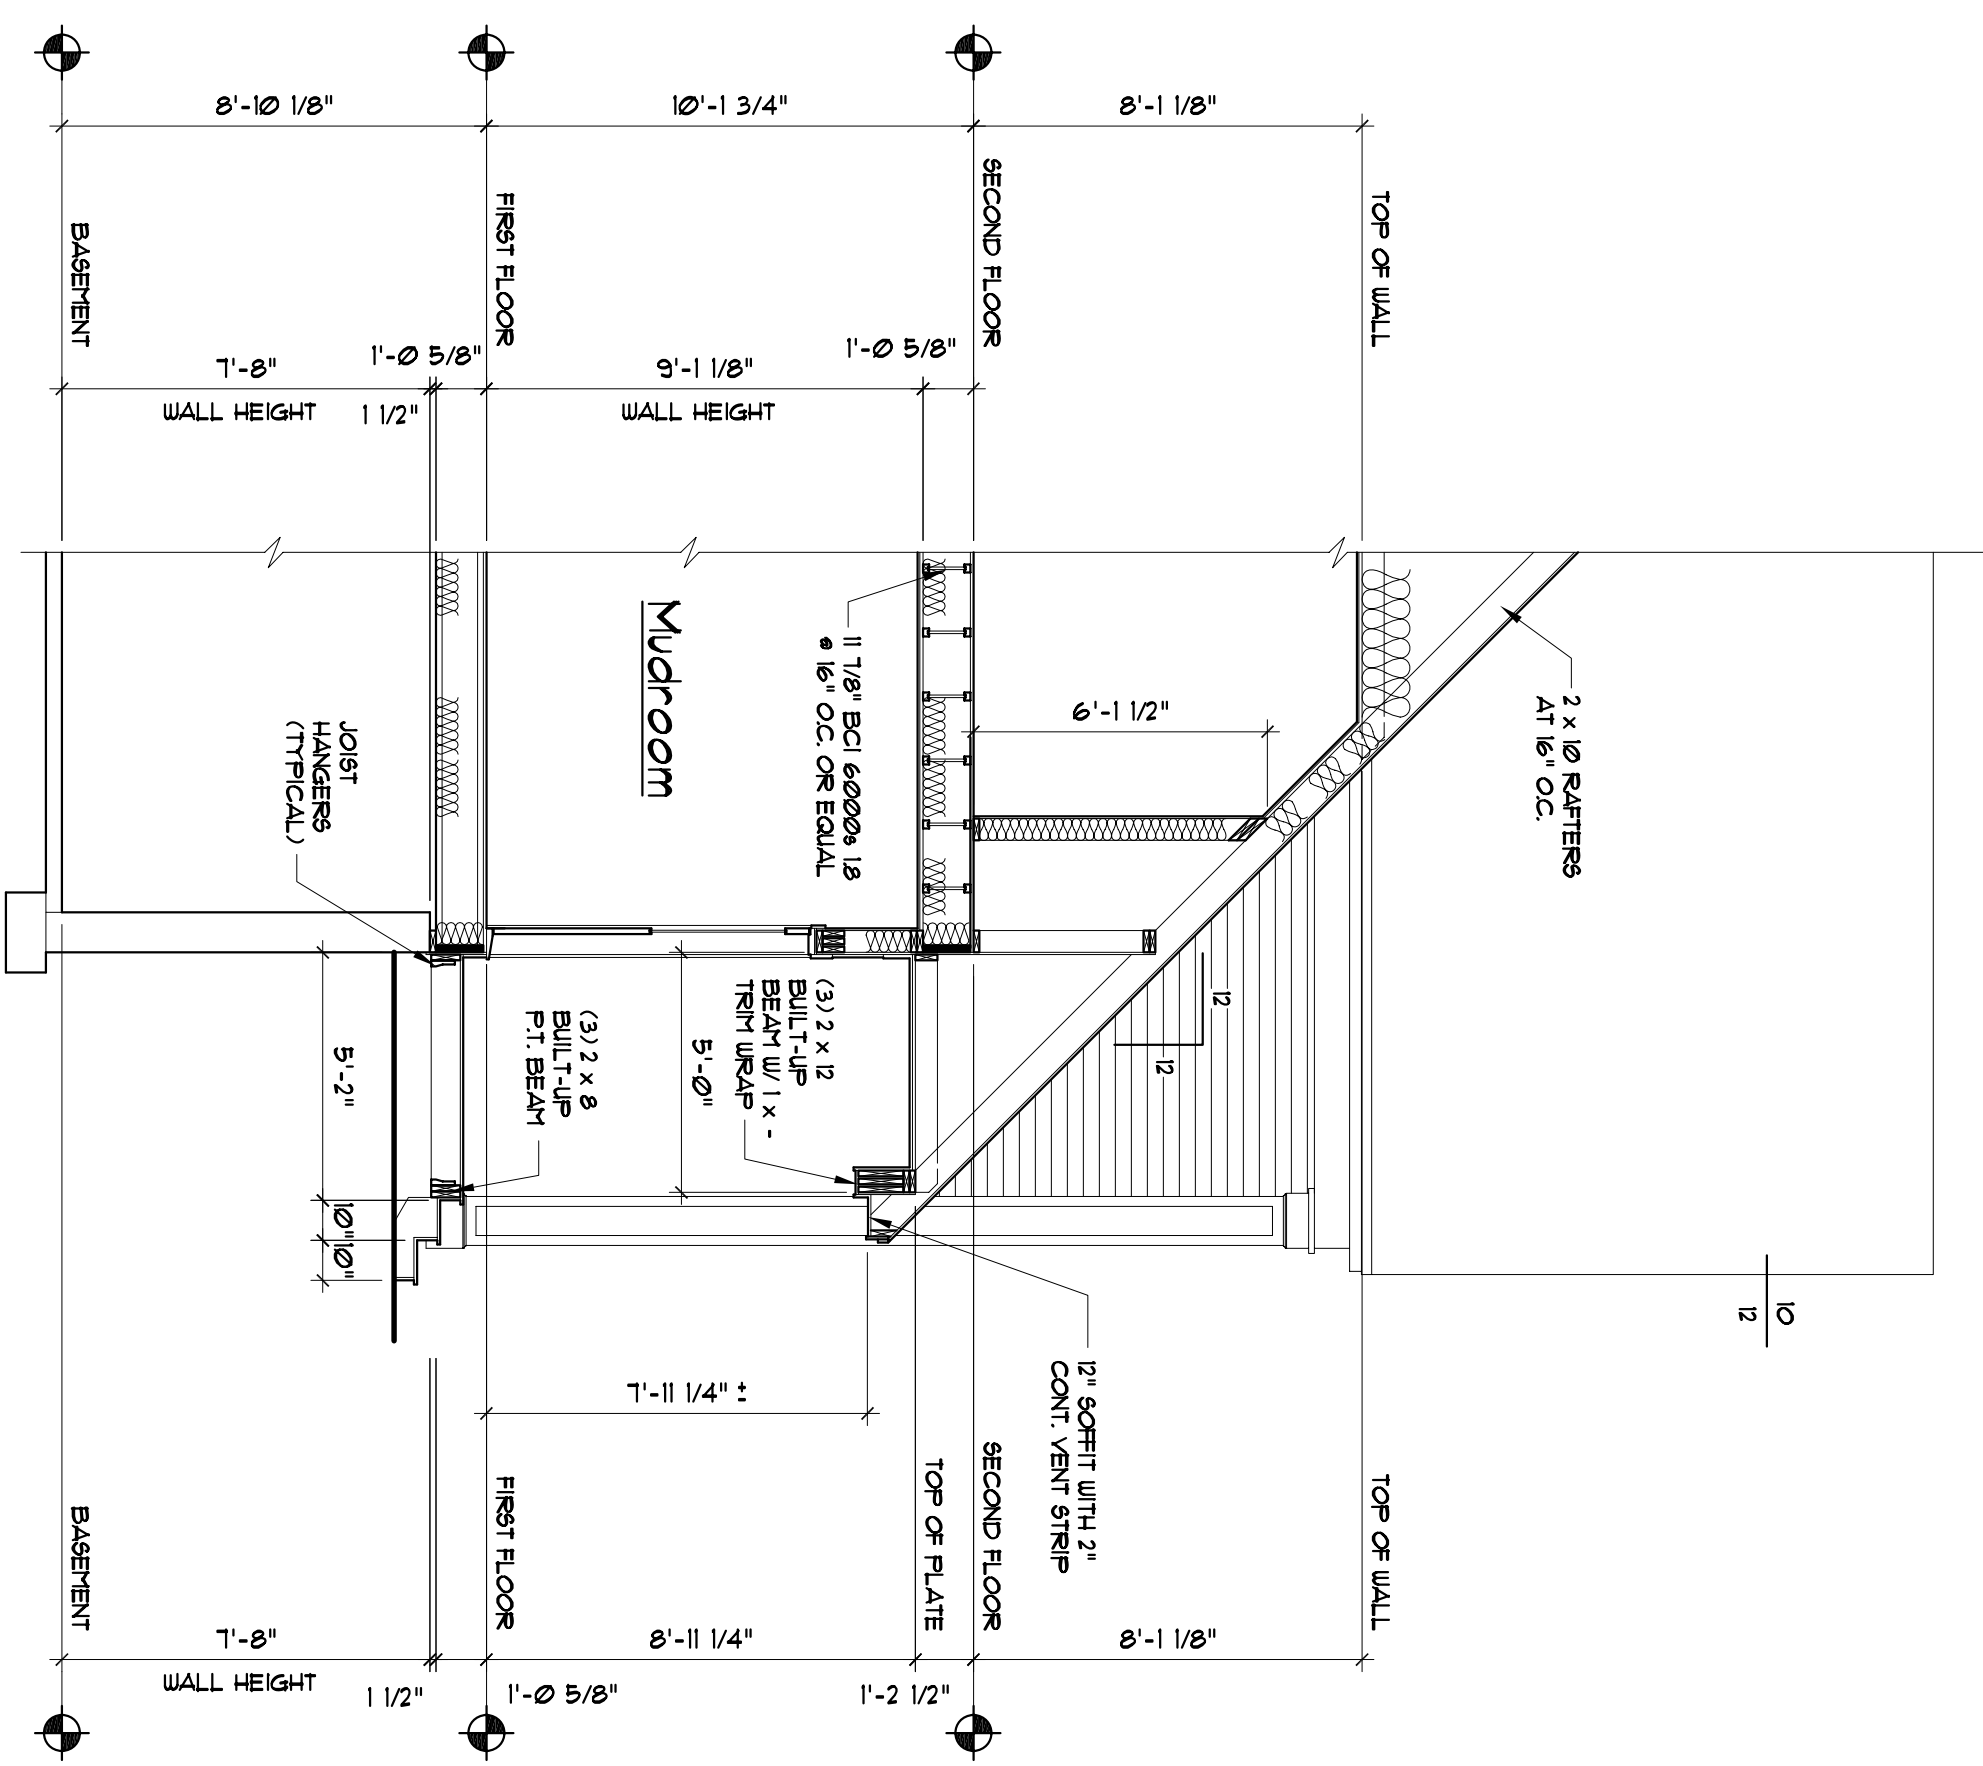 8'-10 1/8"
10'-1 3/4"
8'-1 1/8"
BASEMENT
FIRST FLOOR
SECOND FLOOR
TOP OF WALL
7'-8"
WALL HEIGHT
1 1/2"
1'-0 5/8"
9'-1 1/8"
WALL HEIGHT
1'-0 5/8"
Mudroom
11 7/8" BCI 6000s 1.8
@ 16" O.C. OR EQUAL
6'-1 1/2"
2 x 10 RAFTERS
AT 16" O.C.
JOIST
HANGERS
(TYPICAL)
(3) 2 x 12
BUILT-UP
BEAM W/ 1 x -
TRIM WRAP
(3) 2 x 8
BUILT-UP
P.T. BEAM
5'-0"
5'-2"
10"
10"
12
12
10
12
12" SOFFIT WITH 2"
CONT. VENT STRIP
7'-11 1/4" ±
BASEMENT
FIRST FLOOR
TOP OF PLATE
SECOND FLOOR
TOP OF WALL
7'-8"
WALL HEIGHT
1 1/2"
1'-0 5/8"
8'-11 1/4"
1'-2 1/2"
8'-1 1/8"